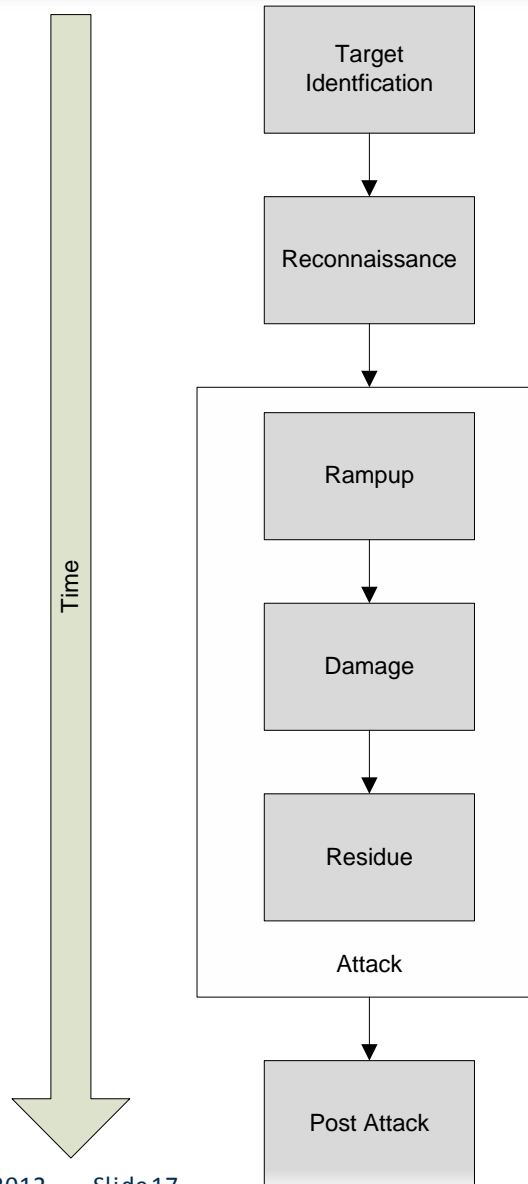 Target
Identfication
Reconnaissance
Rampup
Time
Damage
Residue
Attack
Post Attack
Slide17